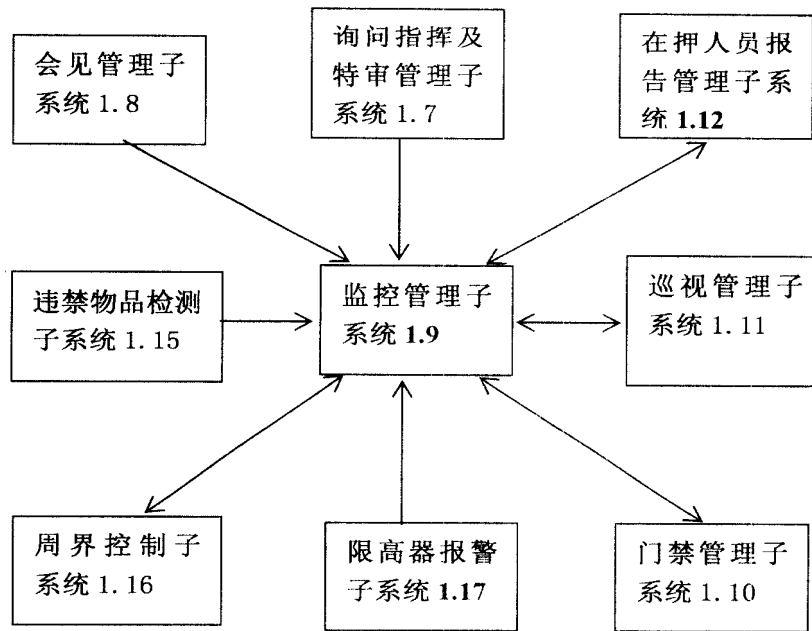 会见管理子
系统 1.8
询问指挥及
特审管理子
系统 1.7
在押人员报
告管理子系
统 1.12
违禁物品检测
子系统 1.15
监控管理子
系统 1.9
巡视管理子
系统 1.11
周界控制子
系统 1.16
限高器报警
子系统 1.17
门禁管理子
系统 1.10